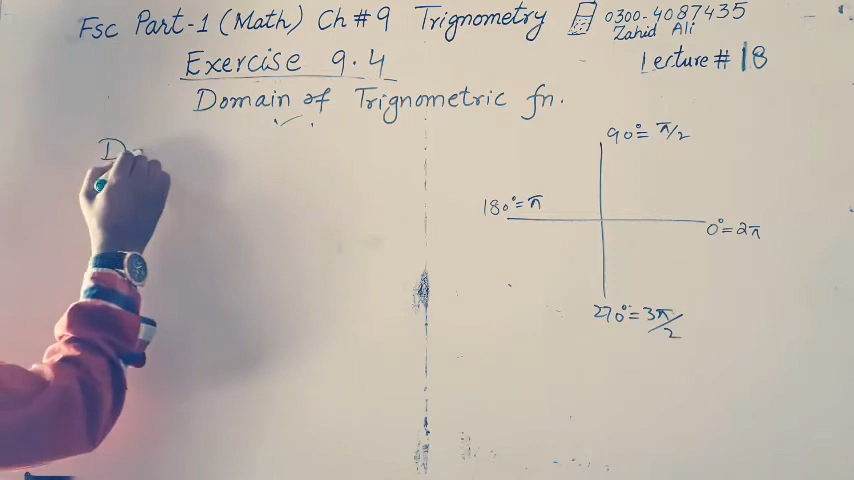 Fsc Part-1 (Math) Ch # 9 Trignometry 0300-4087435
Zahid Ali
Exercise 9.4
Lecture # 18
Domain of Trignometric fn.
D
90°= π/2
180°= π
0°= 2π
270°= 3π/2